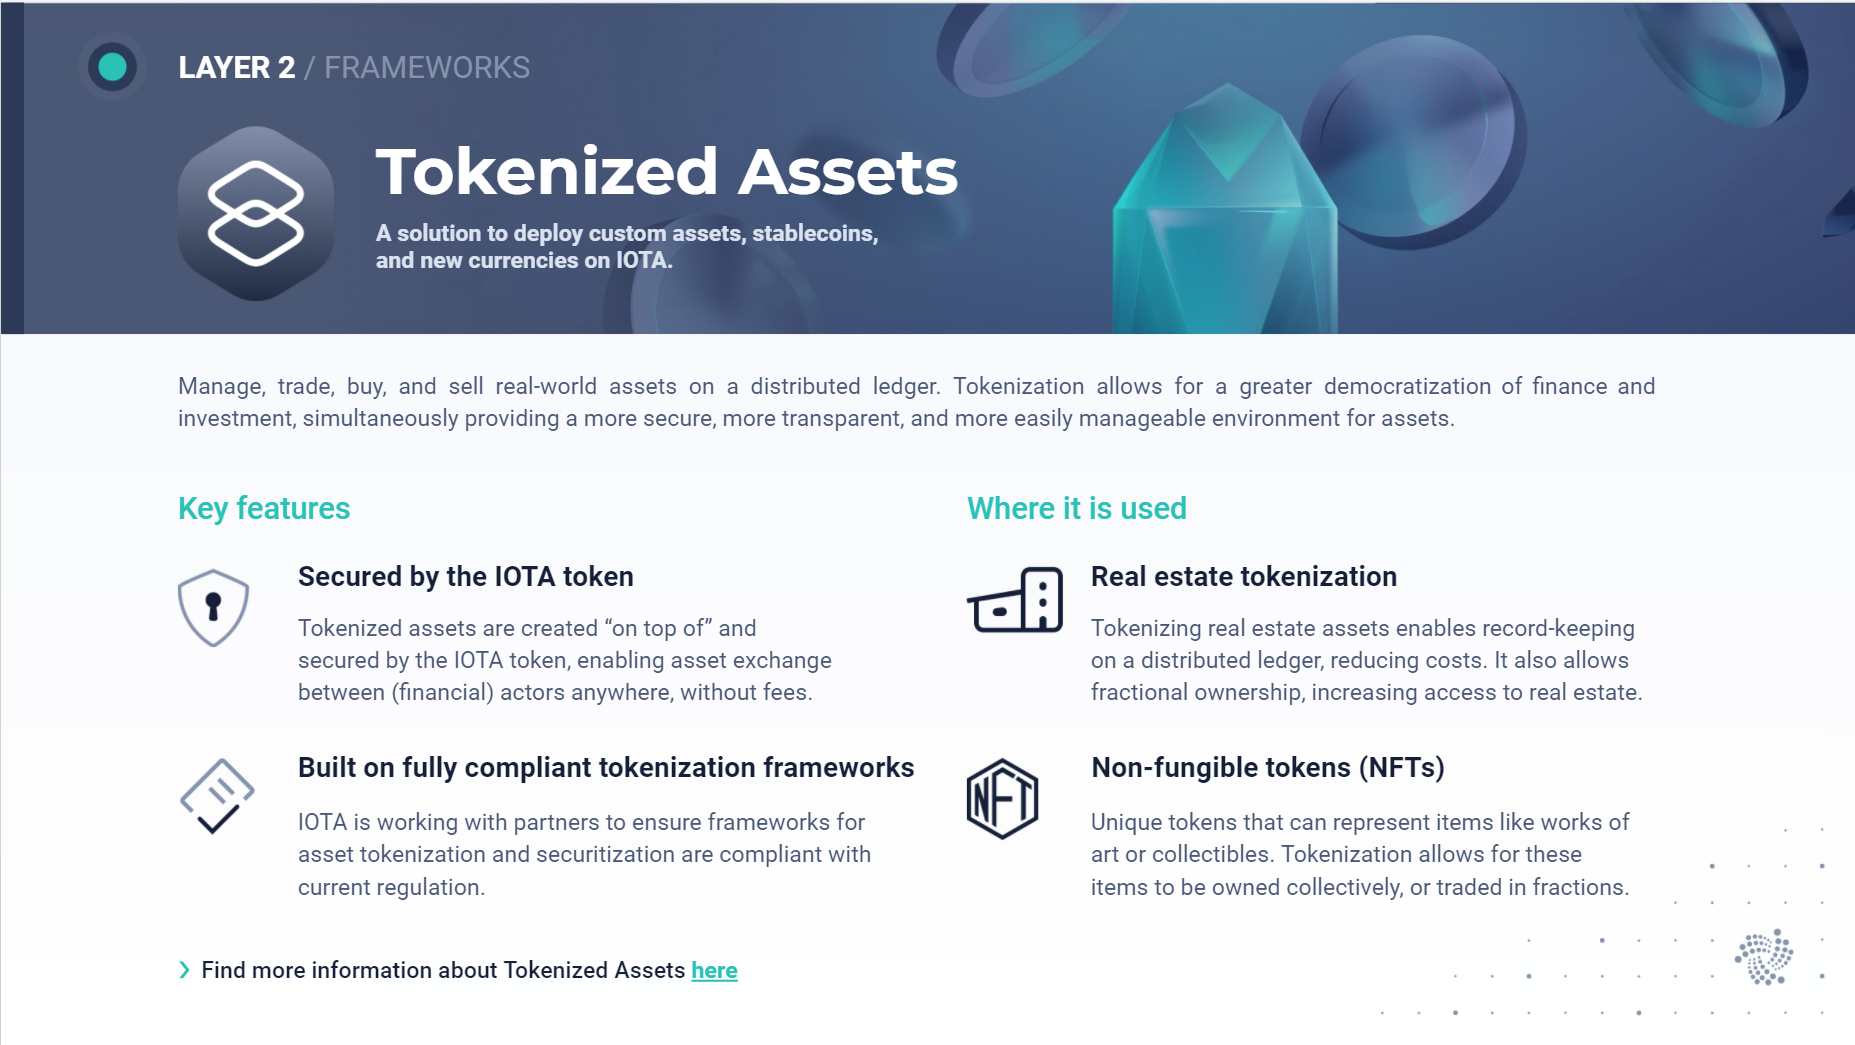 LAYER 2 / FRAMEWORKS
Tokenized Assets
A solution to deploy custom assets, stablecoins,
and new currencies on IOTA.
Manage, trade, buy, and sell real-world assets on a distributed ledger. Tokenization allows for a greater democratization of finance and
investment, simultaneously providing a more secure, more transparent, and more easily manageable environment for assets.
Key features
Secured by the IOTA token
Tokenized assets are created “on top of” and
secured by the IOTA token, enabling asset exchange
between (financial) actors anywhere, without fees.
Built on fully compliant tokenization frameworks
IOTA is working with partners to ensure frameworks for
asset tokenization and securitization are compliant with
current regulation.
Where it is used
Real estate tokenization
Tokenizing real estate assets enables record-keeping
on a distributed ledger, reducing costs. It also allows
fractional ownership, increasing access to real estate.
NFT
Non-fungible tokens (NFTs)
Unique tokens that can represent items like works of
art or collectibles. Tokenization allows for these
items to be owned collectively, or traded in fractions.
Find more information about Tokenized Assets here